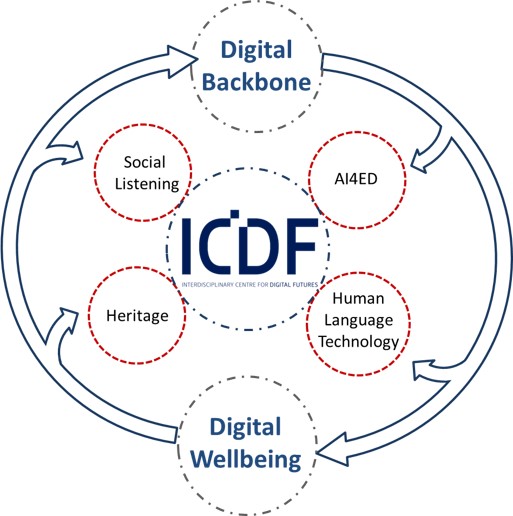 Digital
Backbone
Social
Listening
AI4ED
ICDF
INTERDISCIPLINARY CENTRE FOR DIGITAL FUTURES
Heritage
Human
Language
Technology
Digital
Wellbeing